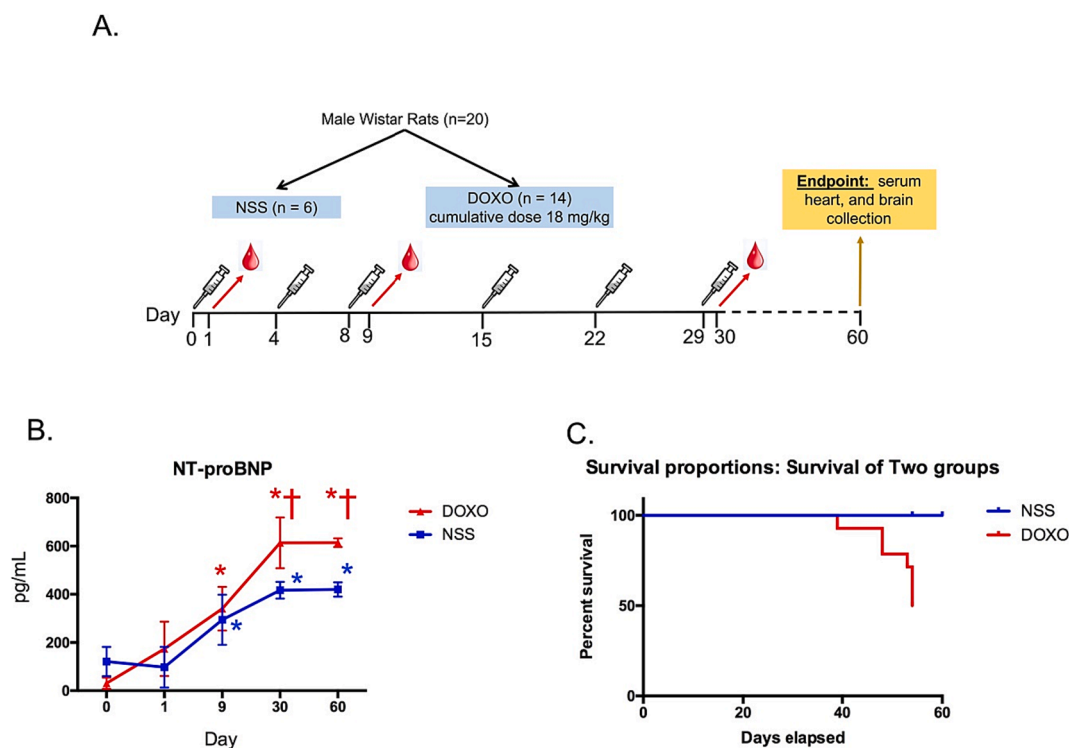 A.
Male Wistar Rats (n=20)
NSS (n = 6)
DOXO (n = 14)
cumulative dose 18 mg/kg
Endpoint: serum
heart, and brain
collection
Day
0 1 4 8 9 15 22 29 30 60
B.
NT-proBNP
800
600
400
200
0
pg/mL
* †
* †
*
*
*
*
DOXO
NSS
0 1 9 30 60
Day
C.
Survival proportions: Survival of Two groups
100
50
0
Percent survival
NSS
DOXO
0 20 40 60
Days elapsed